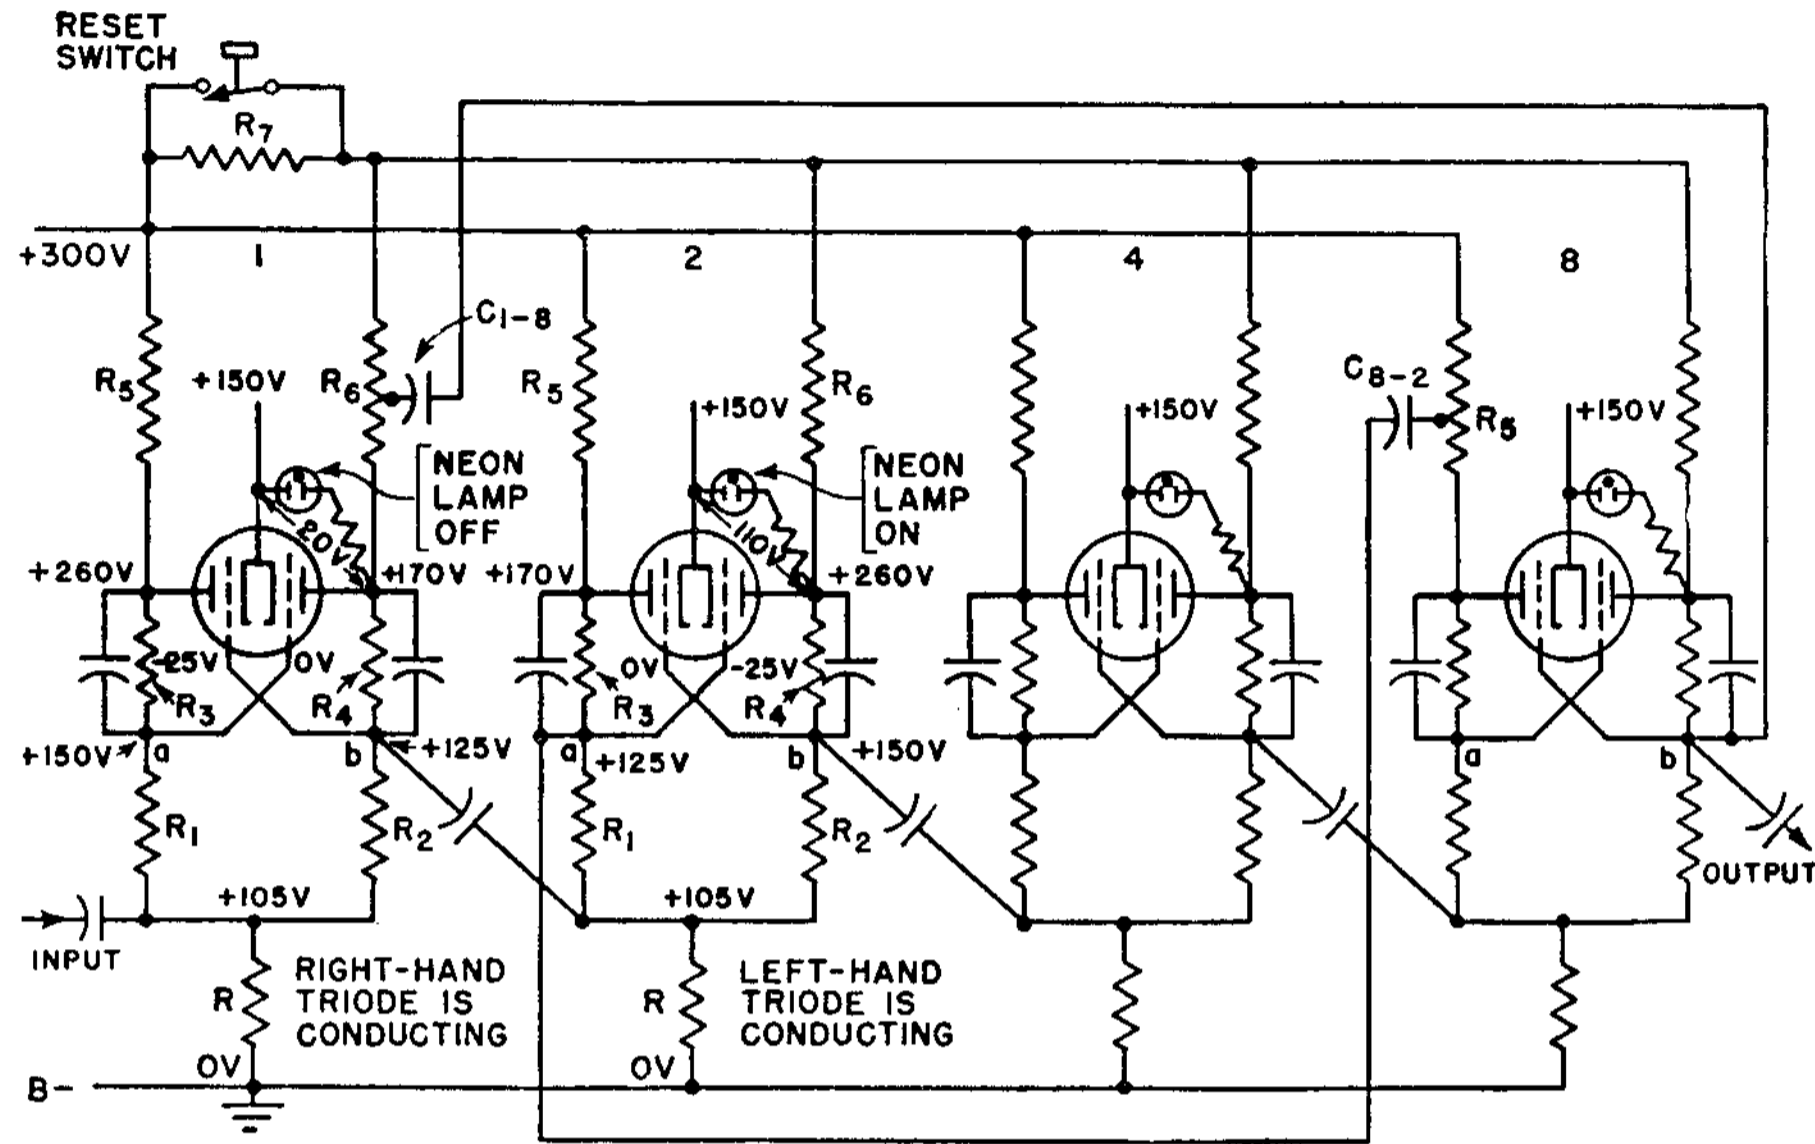 RESET
SWITCH
R7
+300V
1
2
4
8
C1-8
R5
+150V
R6
R5
+150V
R6
+150V
C8-2
R5
+150V
NEON
LAMP
OFF
NEON
LAMP
ON
20V
110V
+260V
+170V
+170V
+260V
-25V
0V
0V
-25V
R3
R4
R3
R4
+150V
a
b
+125V
a
+125V
b
+150V
a
b
R1
R2
R1
R2
OUTPUT
+105V
+105V
INPUT
R
RIGHT-HAND
TRIODE IS
CONDUCTING
R
LEFT-HAND
TRIODE IS
CONDUCTING
0V
0V
B-